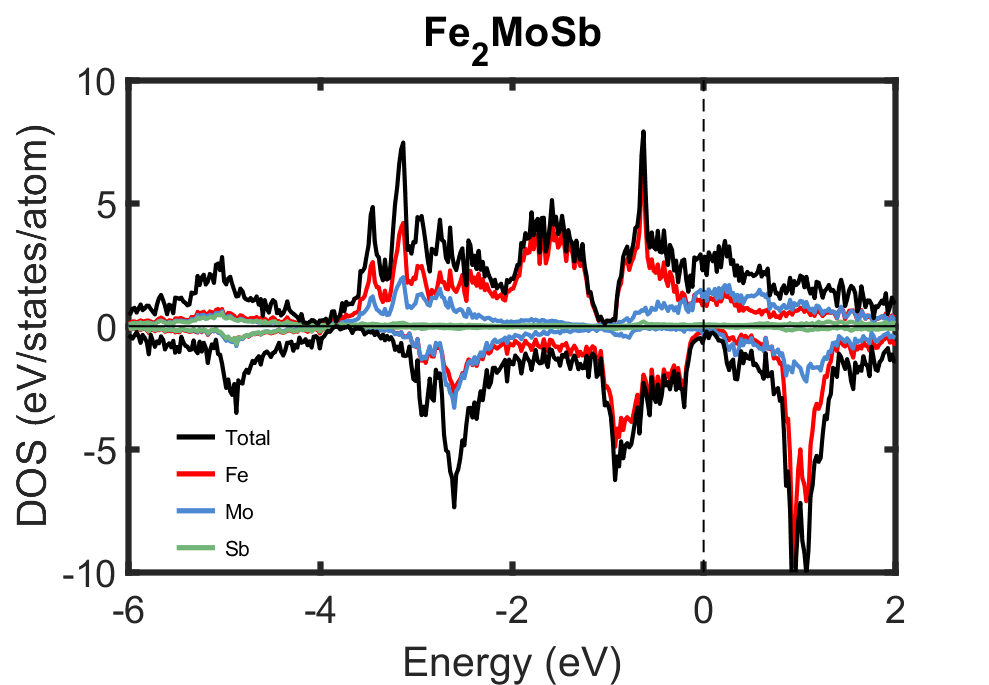 Fe2MoSb
10
5
0
-5
-10
DOS (eV/states/atom)
Total
Fe
Mo
Sb
-6 -4 -2 0 2
Energy (eV)